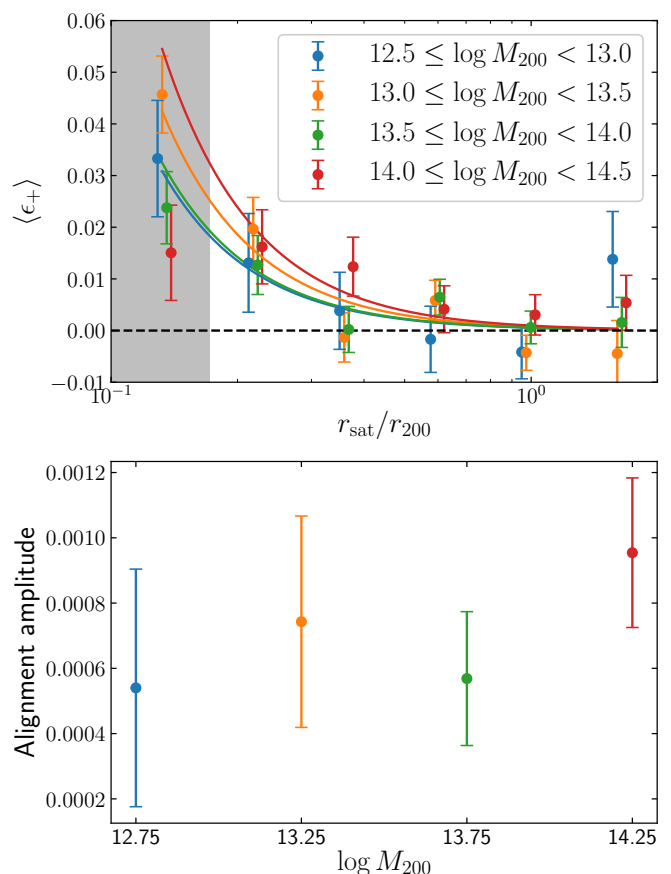 0.06
0.05
0.04
0.03
0.02
0.01
0.00
−0.01
⟨ϵ₊⟩
12.5 ≤ log M₂₀₀ < 13.0
13.0 ≤ log M₂₀₀ < 13.5
13.5 ≤ log M₂₀₀ < 14.0
14.0 ≤ log M₂₀₀ < 14.5
10⁻¹ 10⁰
r_sat/r₂₀₀
0.0012
0.0010
0.0008
0.0006
0.0004
0.0002
Alignment amplitude
12.75 13.25 13.75 14.25
log M₂₀₀